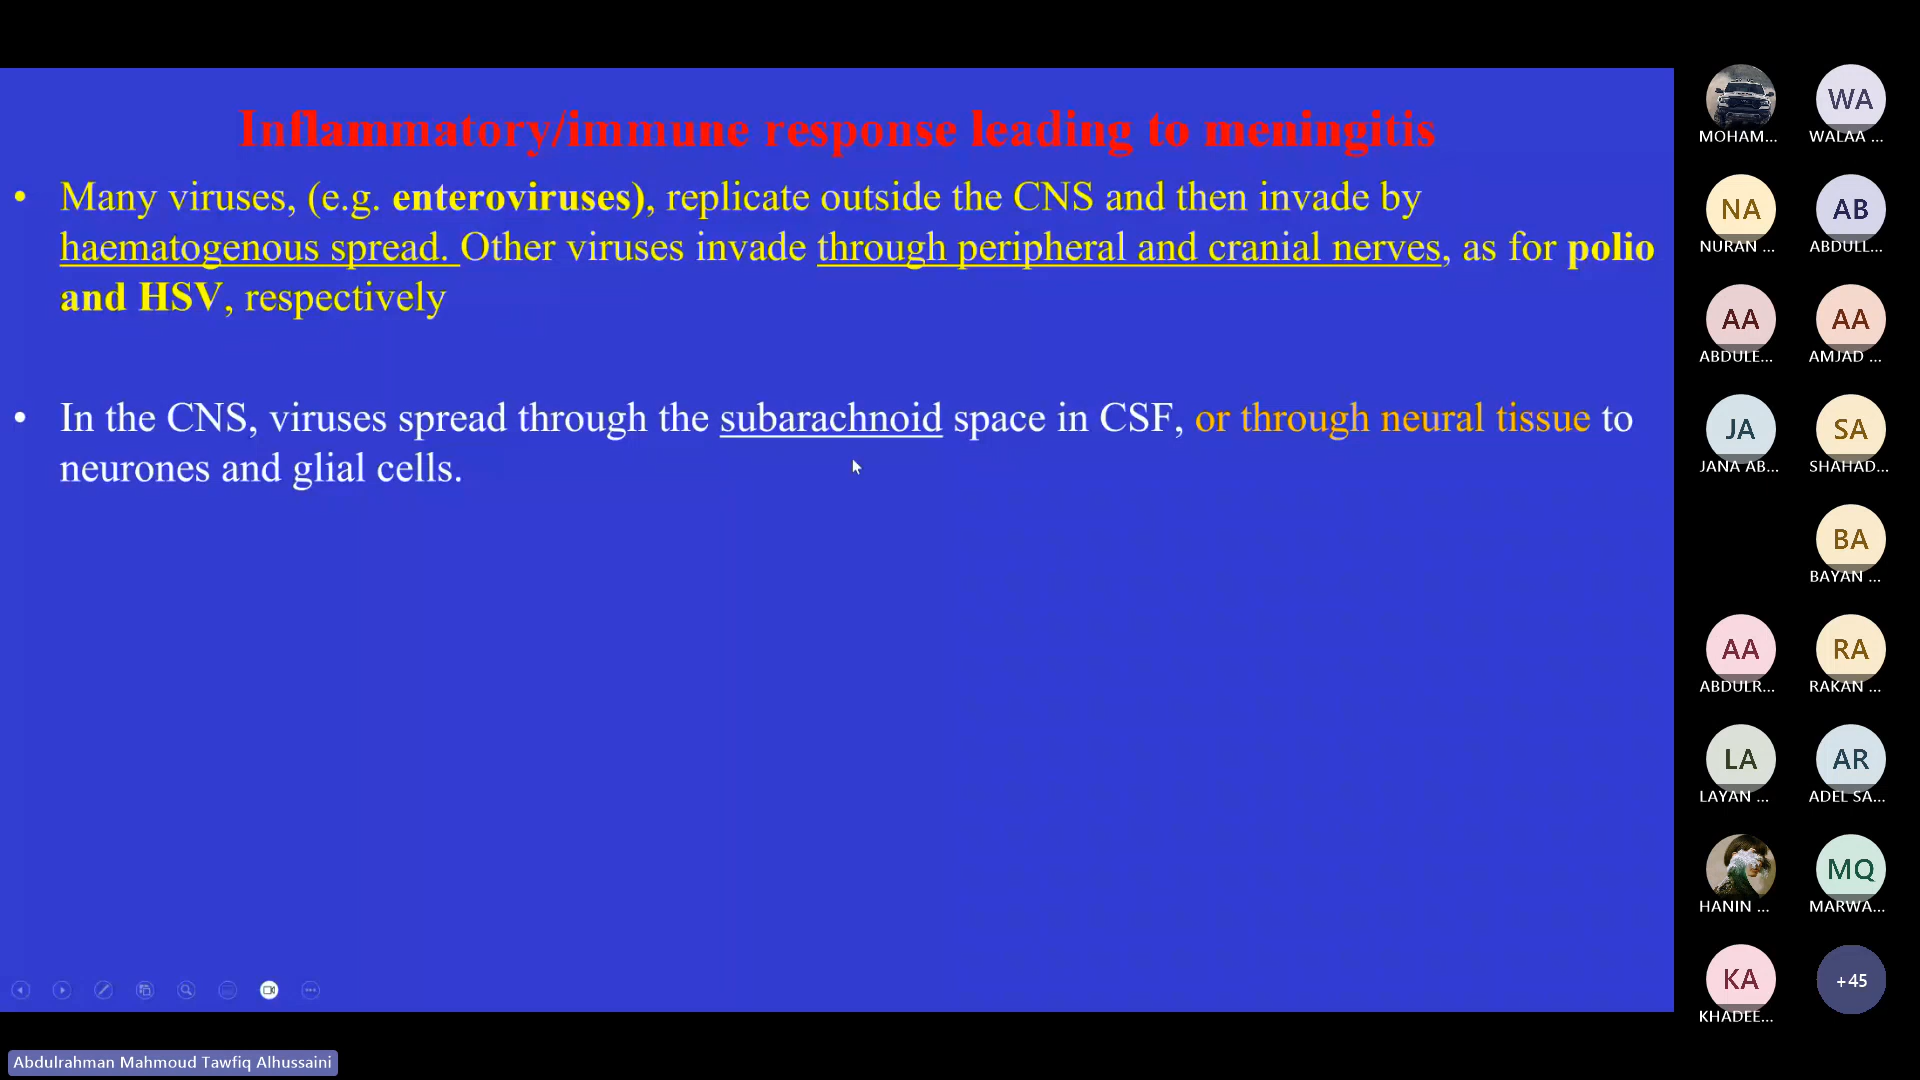 Inflammatory/immune response leading to meningitis
• Many viruses, (e.g. enteroviruses), replicate outside the CNS and then invade by
haematogenous spread. Other viruses invade through peripheral and cranial nerves, as for polio
and HSV, respectively
• In the CNS, viruses spread through the subarachnoid space in CSF, or through neural tissue to
neurones and glial cells.
MOHAM...
WA
WALAA ...
NA
NURAN ...
AB
ABDULL...
AA
ABDULE...
AA
AMJAD ...
JA
JANA AB...
SA
SHAHAD...
BA
BAYAN ...
AA
ABDULR...
RA
RAKAN ...
LA
LAYAN ...
AR
ADEL SA...
HANIN ...
MQ
MARWA...
KA
KHADEE...
+45
Abdulrahman Mahmoud Tawfiq Alhussaini